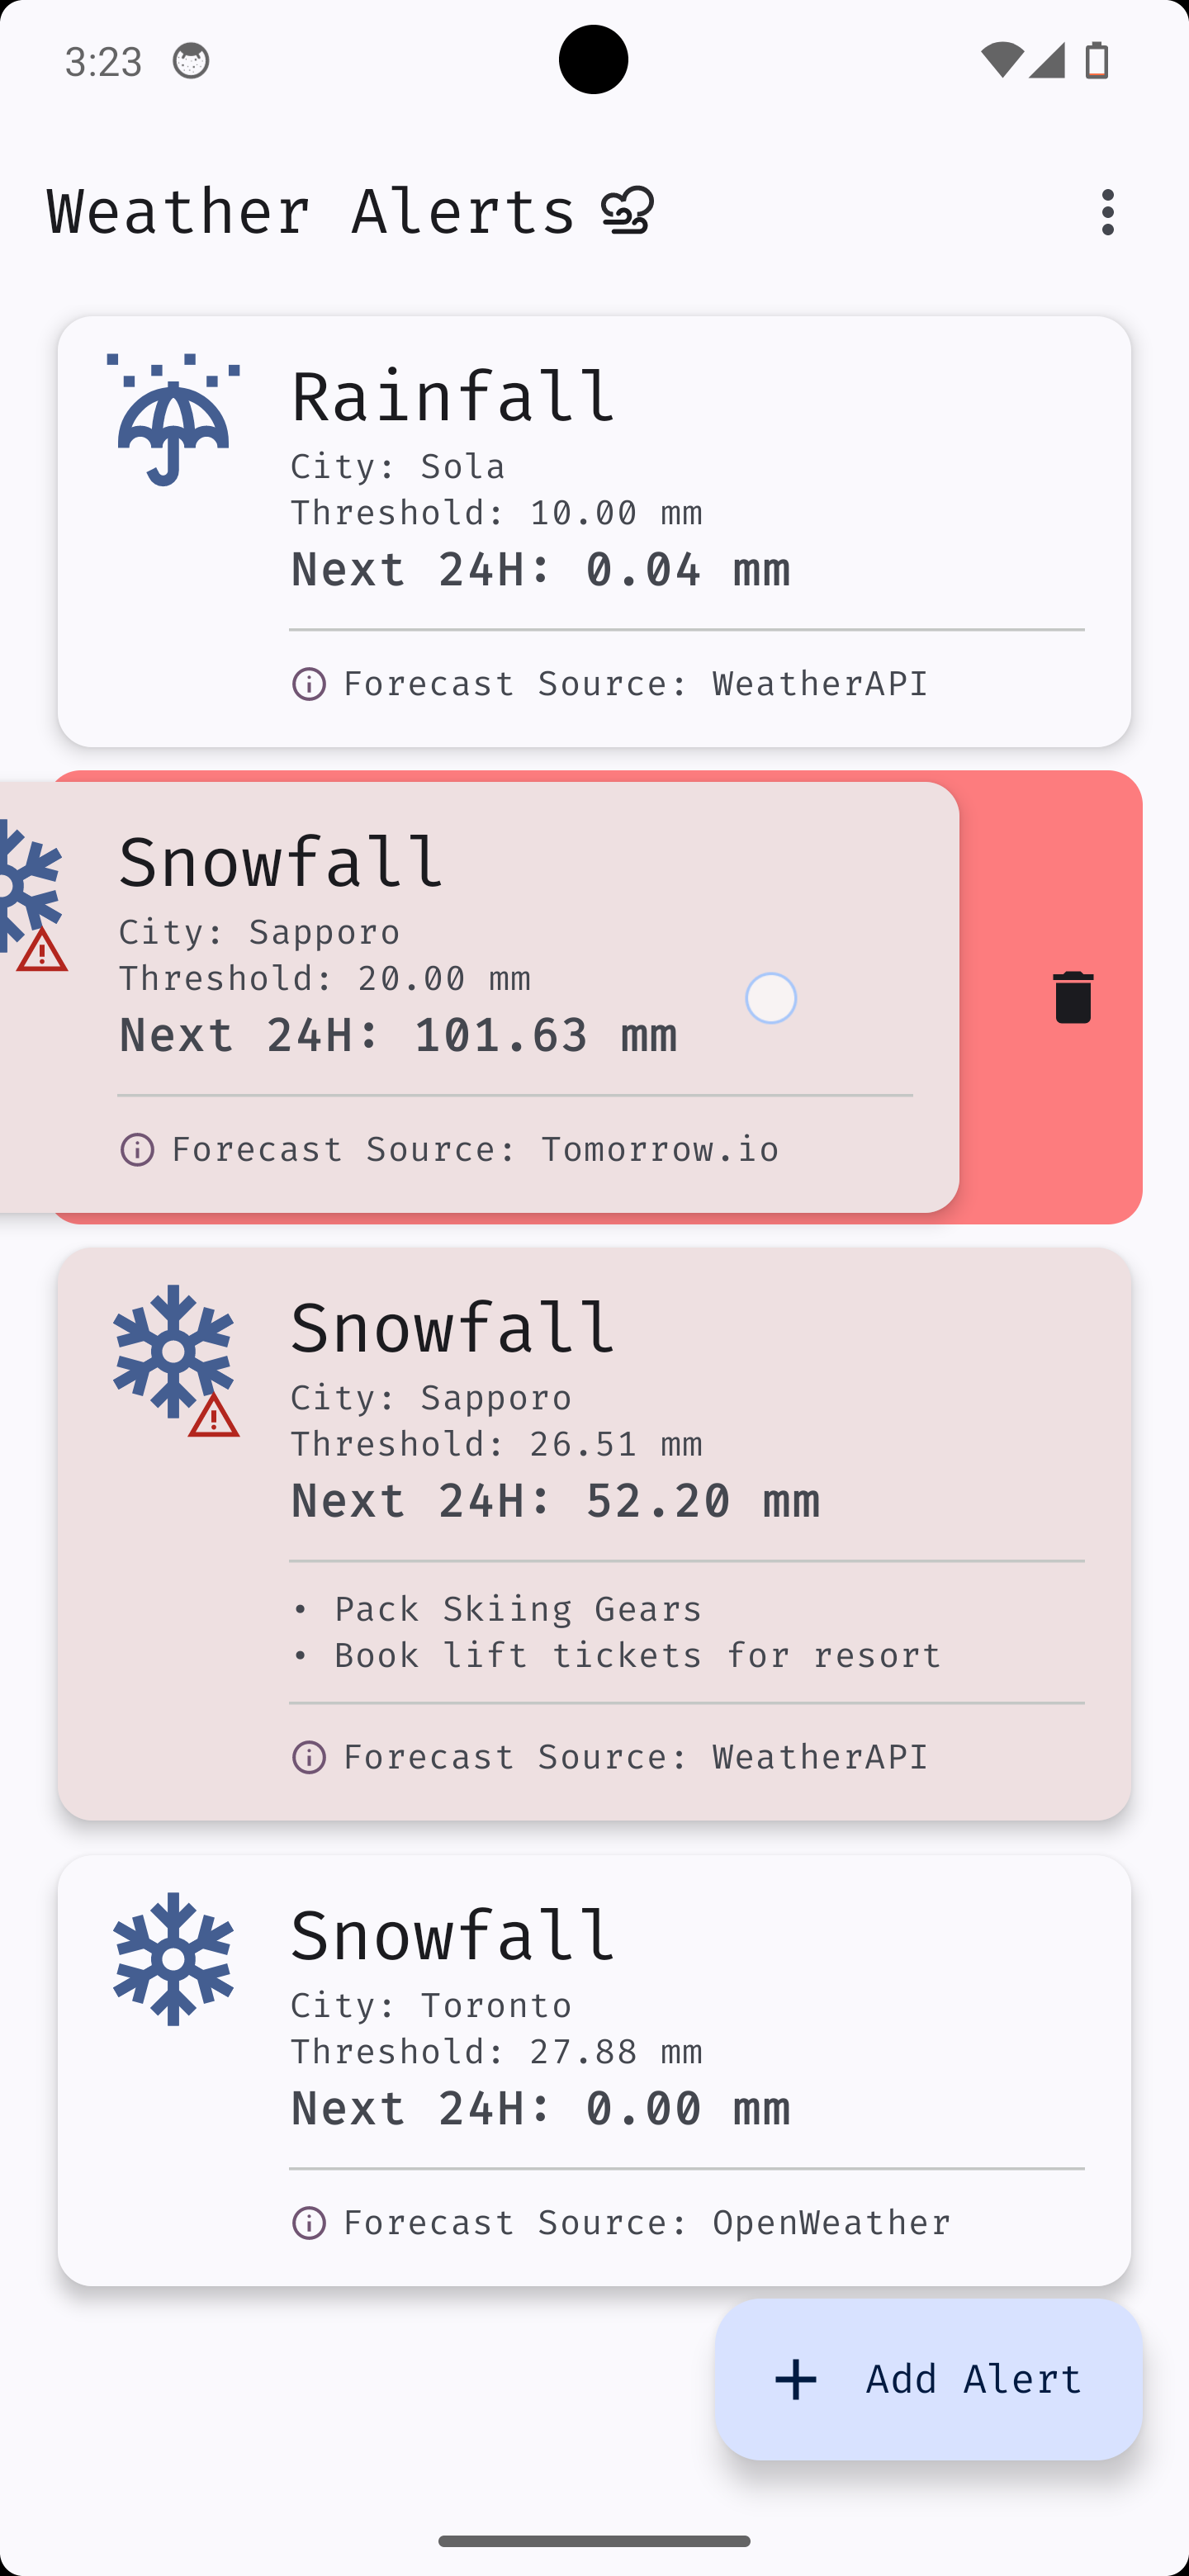 3:23
Weather Alerts
Rainfall
City: Sola
Threshold: 10.00 mm
Next 24H: 0.04 mm
Forecast Source: WeatherAPI
Snowfall
City: Sapporo
Threshold: 20.00 mm
Next 24H: 101.63 mm
Forecast Source: Tomorrow.io
Snowfall
City: Sapporo
Threshold: 26.51 mm
Next 24H: 52.20 mm
• Pack Skiing Gears
• Book lift tickets for resort
Forecast Source: WeatherAPI
Snowfall
City: Toronto
Threshold: 27.88 mm
Next 24H: 0.00 mm
Forecast Source: OpenWeather
+ Add Alert